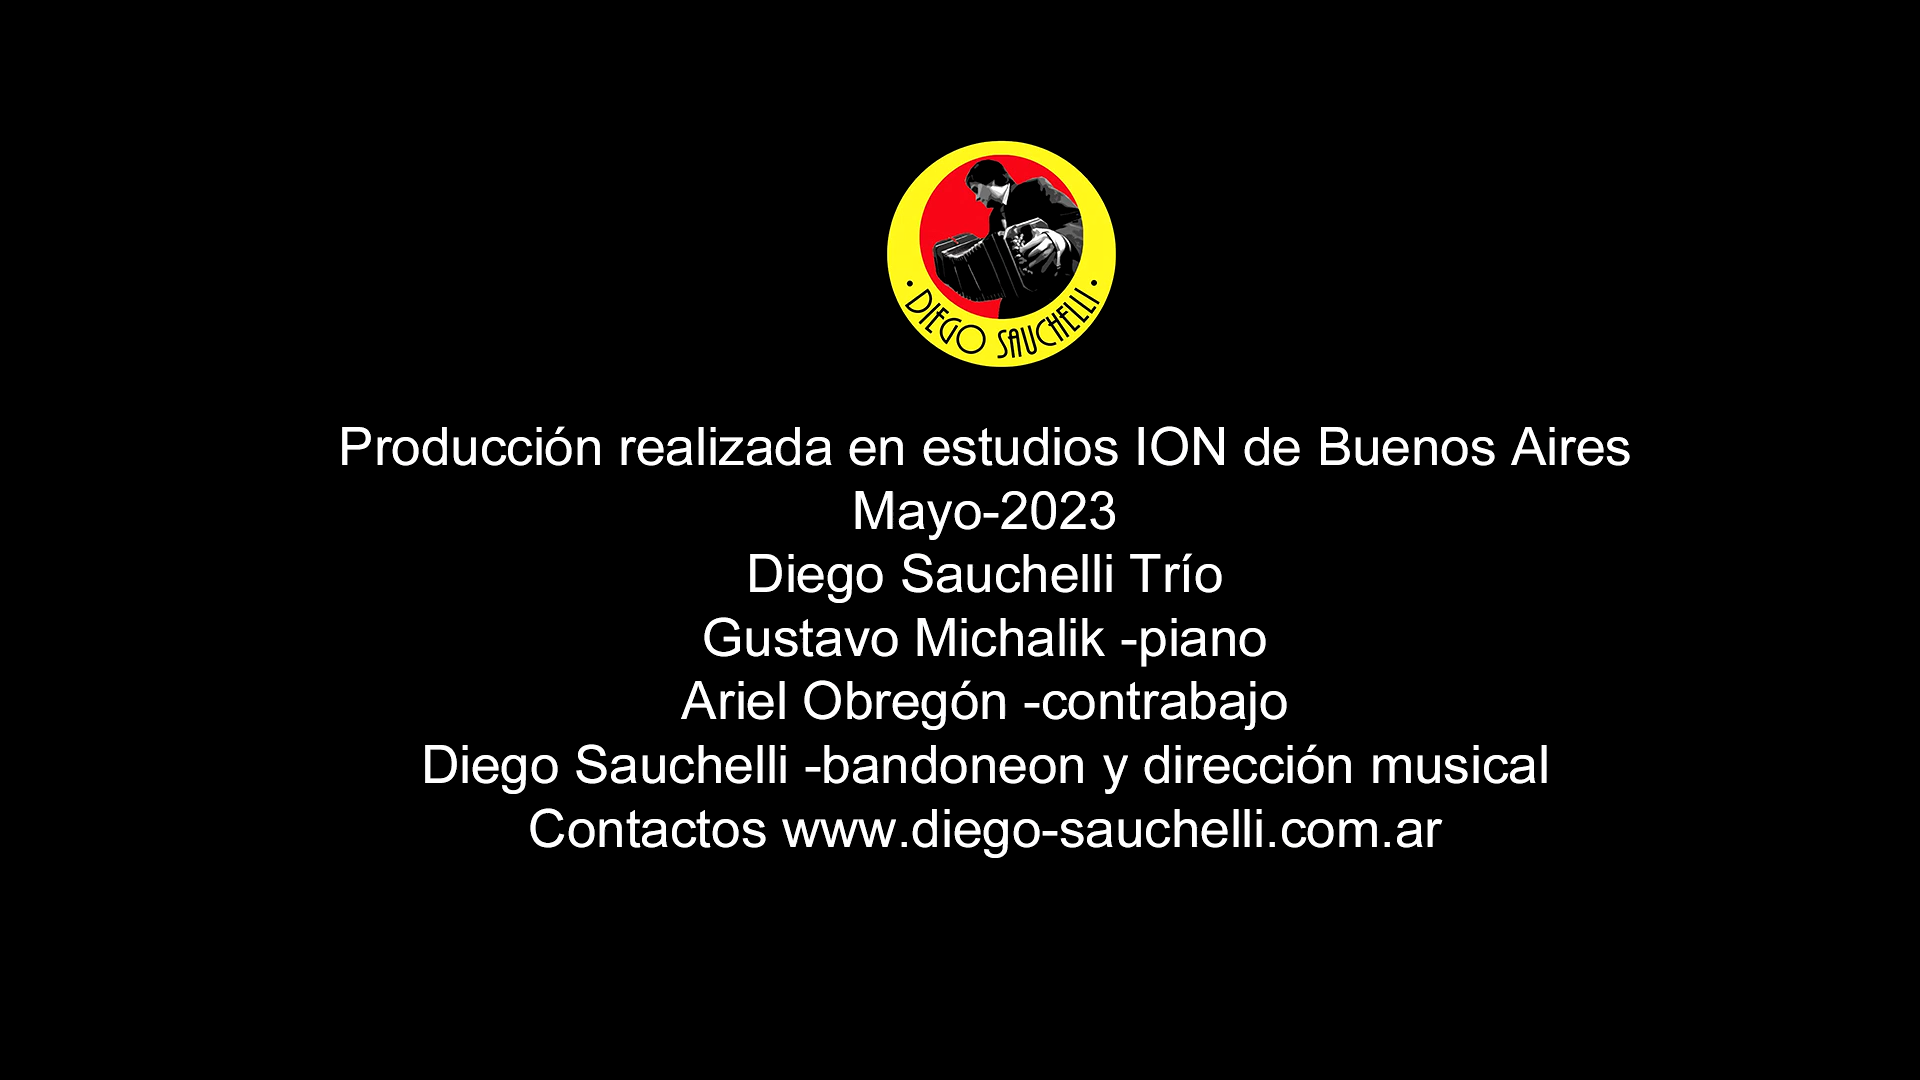 • DIEGO SAUCHELLI •
Producción realizada en estudios ION de Buenos Aires
Mayo-2023
Diego Sauchelli Trío
Gustavo Michalik -piano
Ariel Obregón -contrabajo
Diego Sauchelli -bandoneon y dirección musical
Contactos www.diego-sauchelli.com.ar